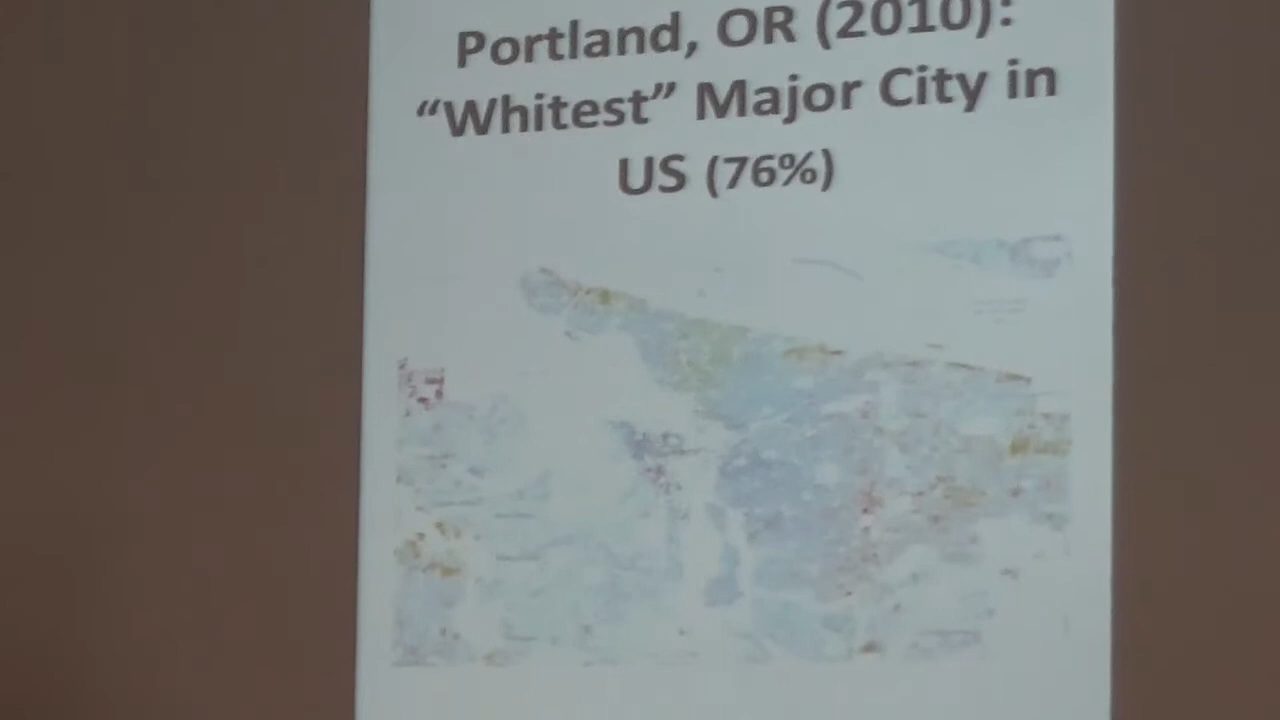 Portland, OR (2010):
“Whitest” Major City in
US (76%)